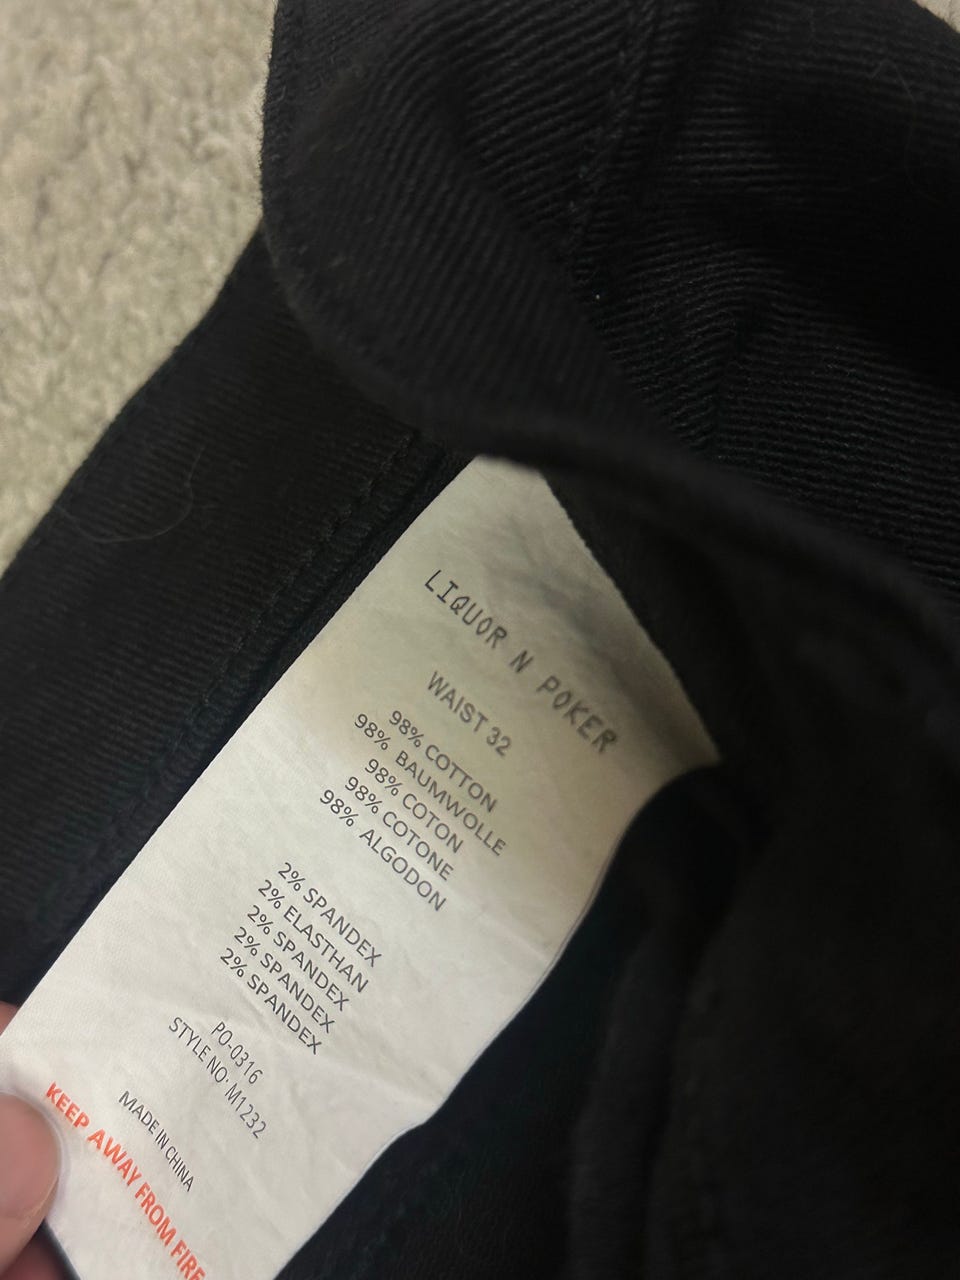 LIQUOR N POKER
WAIST 32
98% COTTON
98% BAUMWOLLE
98% COTON
98% COTONE
98% ALGODON
2% SPANDEX
2% ELASTHAN
2% SPANDEX
2% SPANDEX
2% SPANDEX
PO-0316
STYLE NO: M1232
MADE IN CHINA
KEEP AWAY FROM FIRE